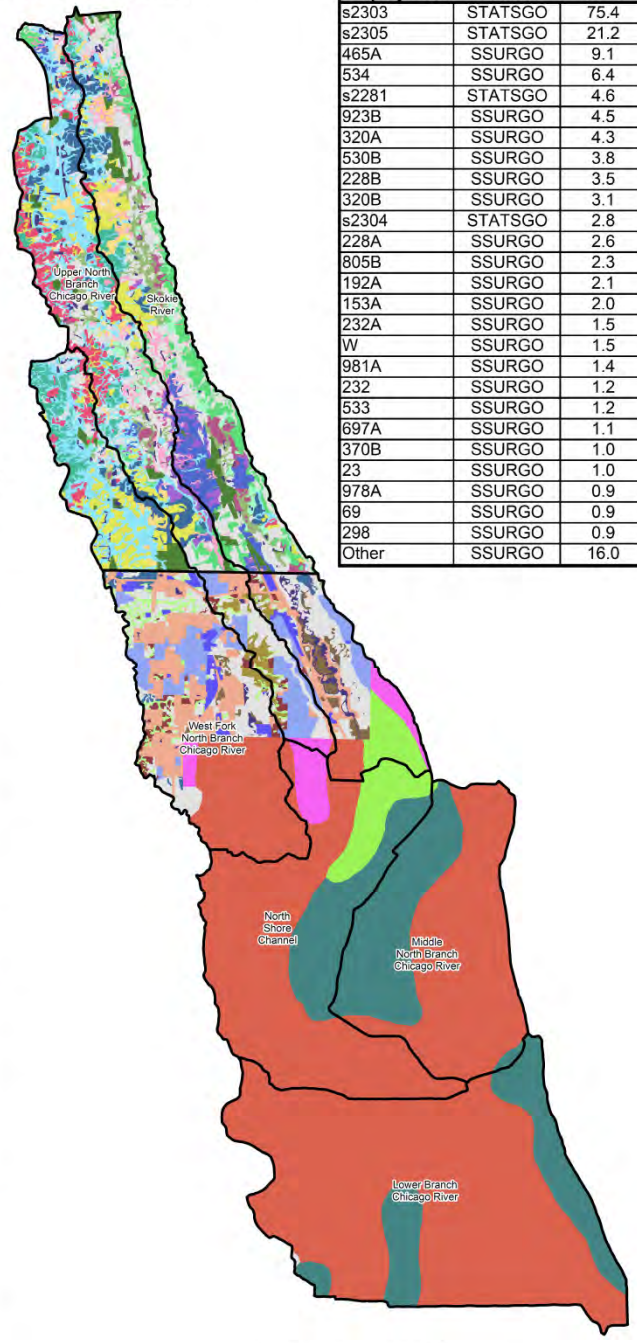 s2303 STATSGO 75.4
s2305 STATSGO 21.2
465A SSURGO 9.1
534 SSURGO 6.4
s2281 STATSGO 4.6
923B SSURGO 4.5
320A SSURGO 4.3
530B SSURGO 3.8
228B SSURGO 3.5
320B SSURGO 3.1
s2304 STATSGO 2.8
228A SSURGO 2.6
805B SSURGO 2.3
192A SSURGO 2.1
153A SSURGO 2.0
232A SSURGO 1.5
W SSURGO 1.5
981A SSURGO 1.4
232 SSURGO 1.2
533 SSURGO 1.2
697A SSURGO 1.1
370B SSURGO 1.0
23 SSURGO 1.0
978A SSURGO 0.9
69 SSURGO 0.9
298 SSURGO 0.9
Other SSURGO 16.0
Upper North
Branch
Chicago River
Skokie
River
West Fork
North Branch
Chicago River
North
Shore
Channel
Middle
North Branch
Chicago River
Lower Branch
Chicago River